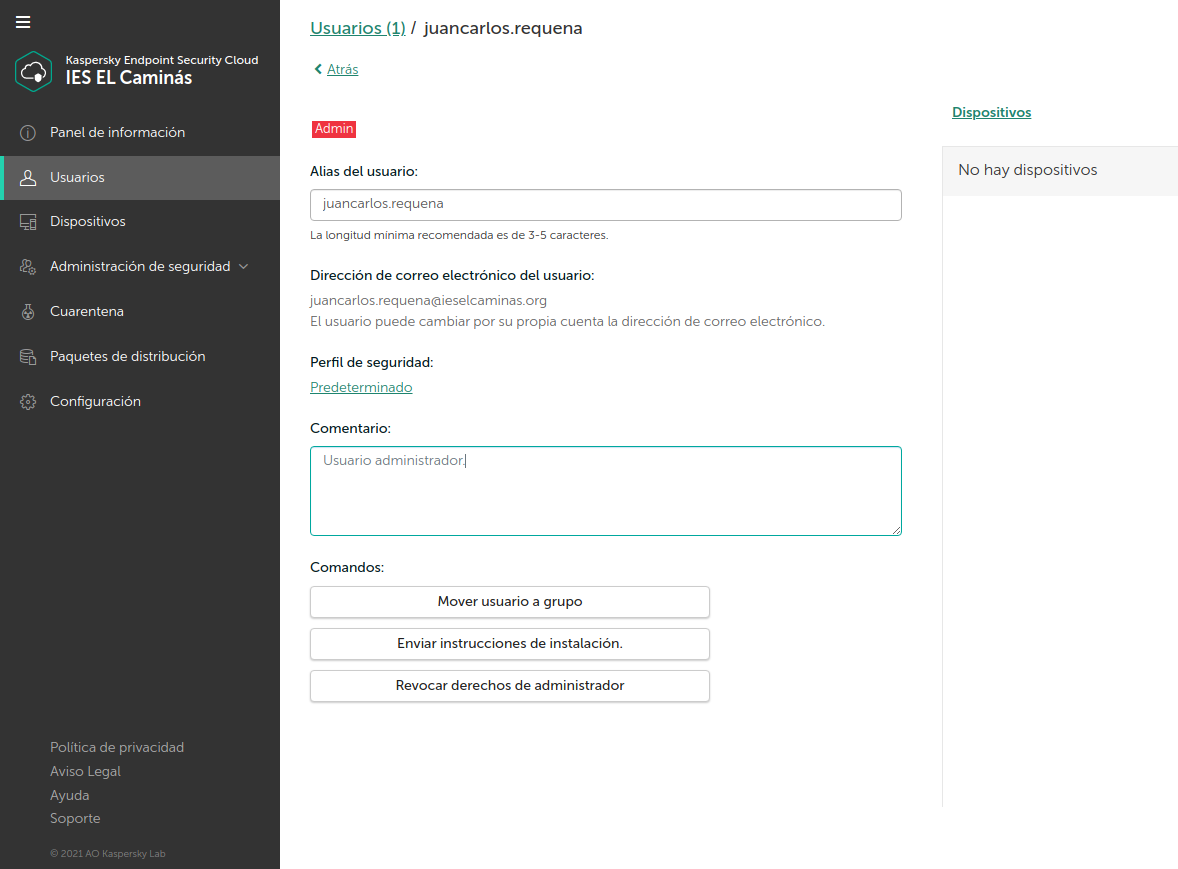 Kaspersky Endpoint Security Cloud
IES EL Caminás
Panel de información
Usuarios
Dispositivos
Administración de seguridad
Cuarentena
Paquetes de distribución
Configuración
Política de privacidad
Aviso Legal
Ayuda
Soporte
© 2021 AO Kaspersky Lab
Usuarios (1) / juancarlos.requena
Atrás
Admin
Alias del usuario:
juancarlos.requena
La longitud mínima recomendada es de 3-5 caracteres.
Dirección de correo electrónico del usuario:
juancarlos.requena@ieselcaminas.org
El usuario puede cambiar por su propia cuenta la dirección de correo electrónico.
Perfil de seguridad:
Predeterminado
Comentario:
Usuario administrador.
Comandos:
Mover usuario a grupo
Enviar instrucciones de instalación.
Revocar derechos de administrador
Dispositivos
No hay dispositivos